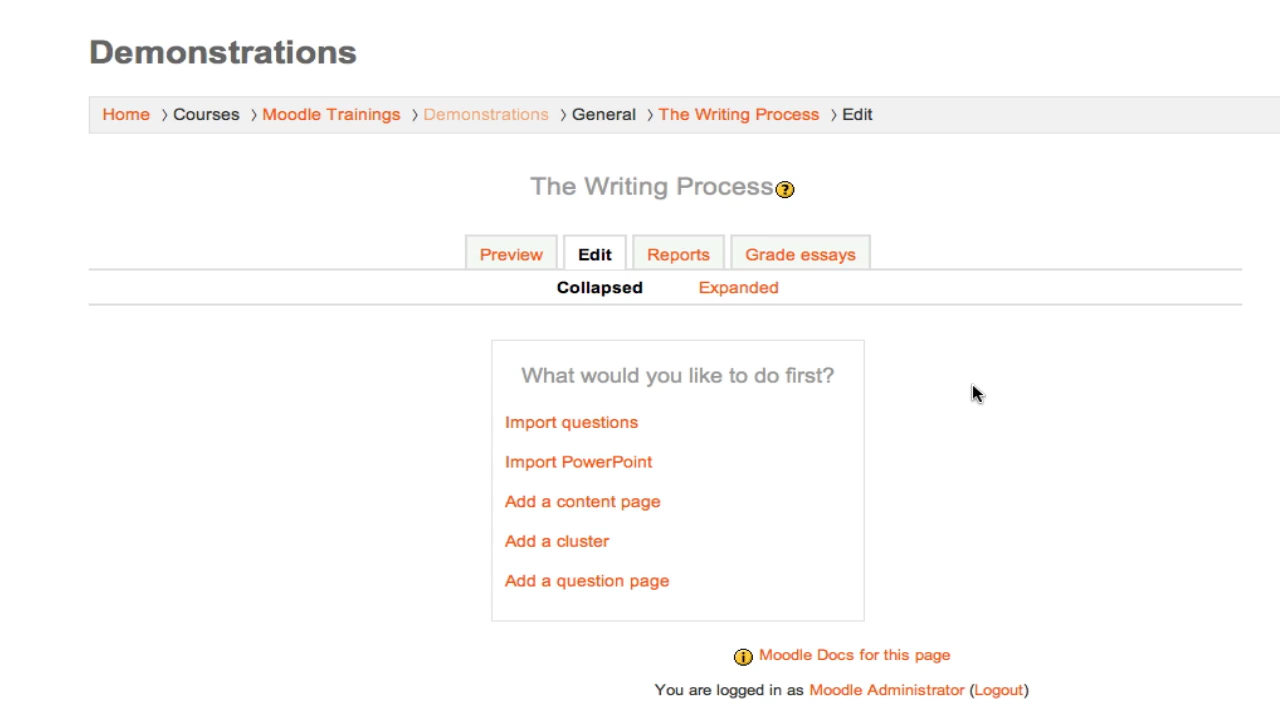 Demonstrations
Home 〉Courses 〉Moodle Trainings 〉Demonstrations 〉General 〉The Writing Process 〉Edit
The Writing Process?
Preview Edit Reports Grade essays
Collapsed Expanded
What would you like to do first?
Import questions
Import PowerPoint
Add a content page
Add a cluster
Add a question page
i Moodle Docs for this page
You are logged in as Moodle Administrator (Logout)